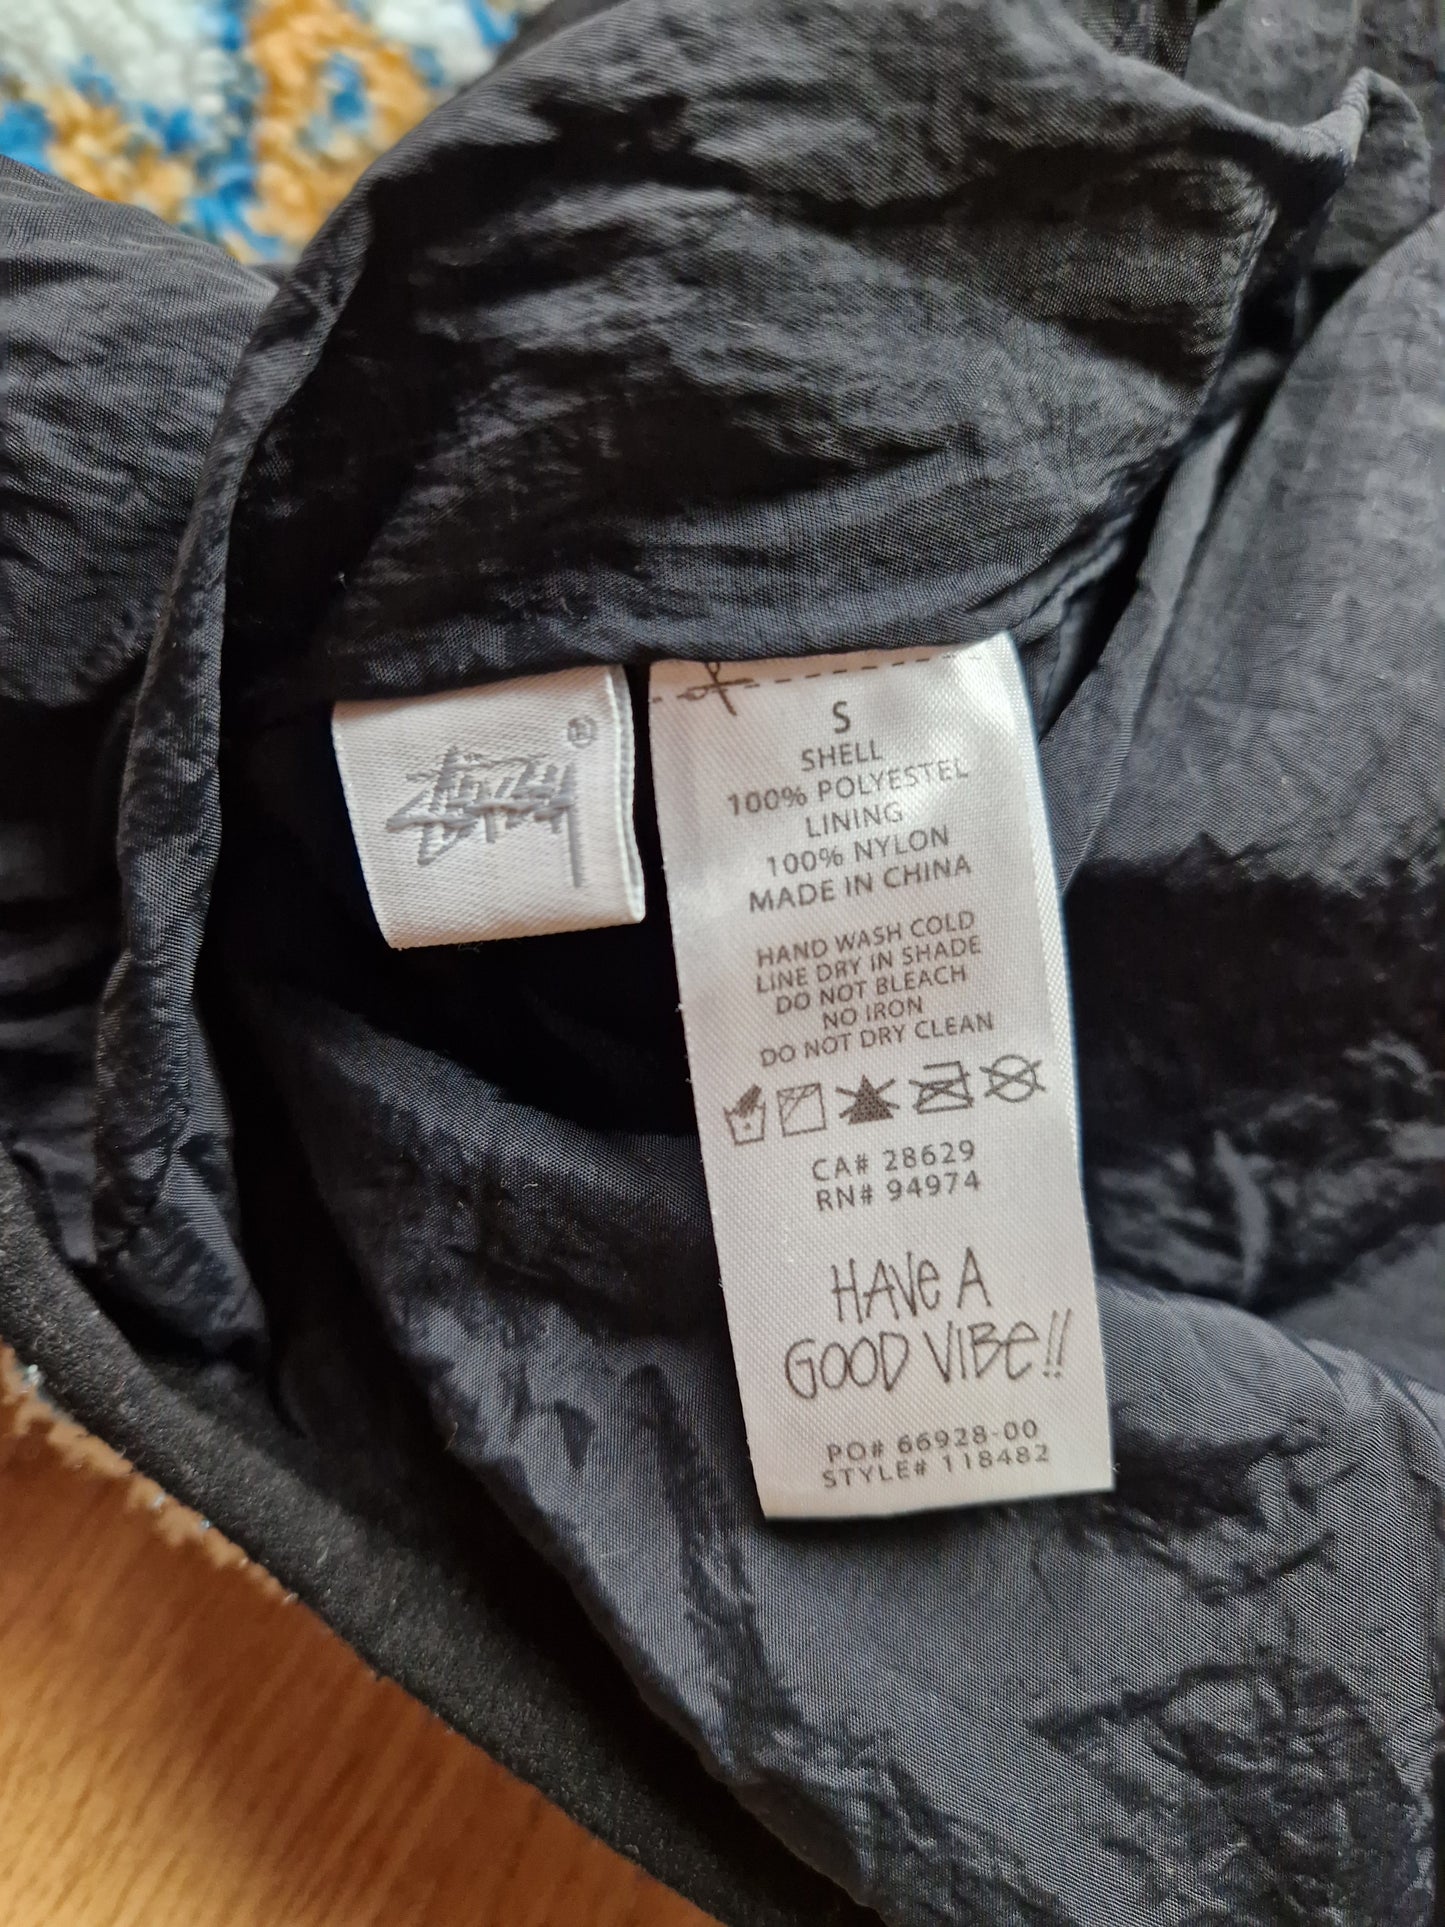 Stüssy ®
S
SHELL
100% POLYESTEL
LINING
100% NYLON
MADE IN CHINA
HAND WASH COLD
LINE DRY IN SHADE
DO NOT BLEACH
NO IRON
DO NOT DRY CLEAN
CA# 28629
RN# 94974
HAVE A
GOOD VIBE!!
PO# 66928-00
STYLE# 118482